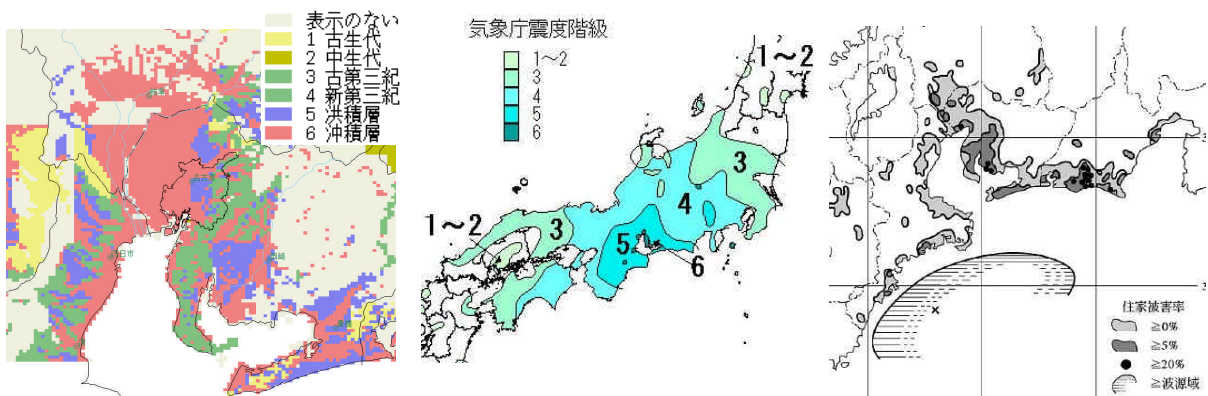 表示のない
1 古生代
2 中生代
3 古第三紀
4 新第三紀
5 洪積層
6 沖積層
気象庁震度階級
1～2
3
4
5
6
1～2
3
4
1～2
3
5
6
住家被害率
≧0%
≧5%
≧20%
≧波源域